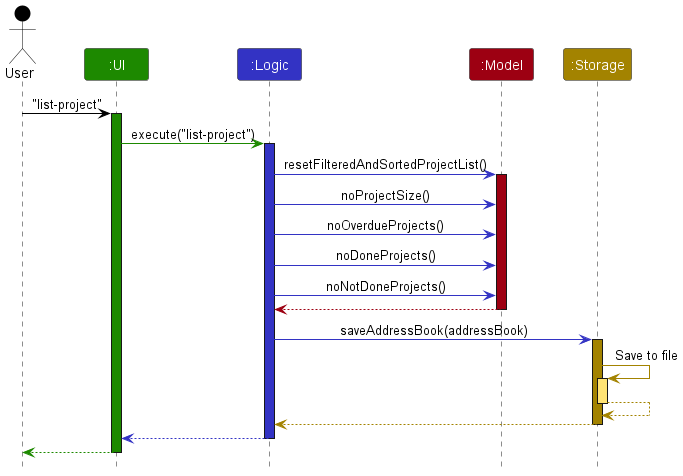 User
:UI
:Logic
:Model
:Storage
"list-project"
execute("list-project")
resetFilteredAndSortedProjectList()
noProjectSize()
noOverdueProjects()
noDoneProjects()
noNotDoneProjects()
saveAddressBook(addressBook)
Save to file